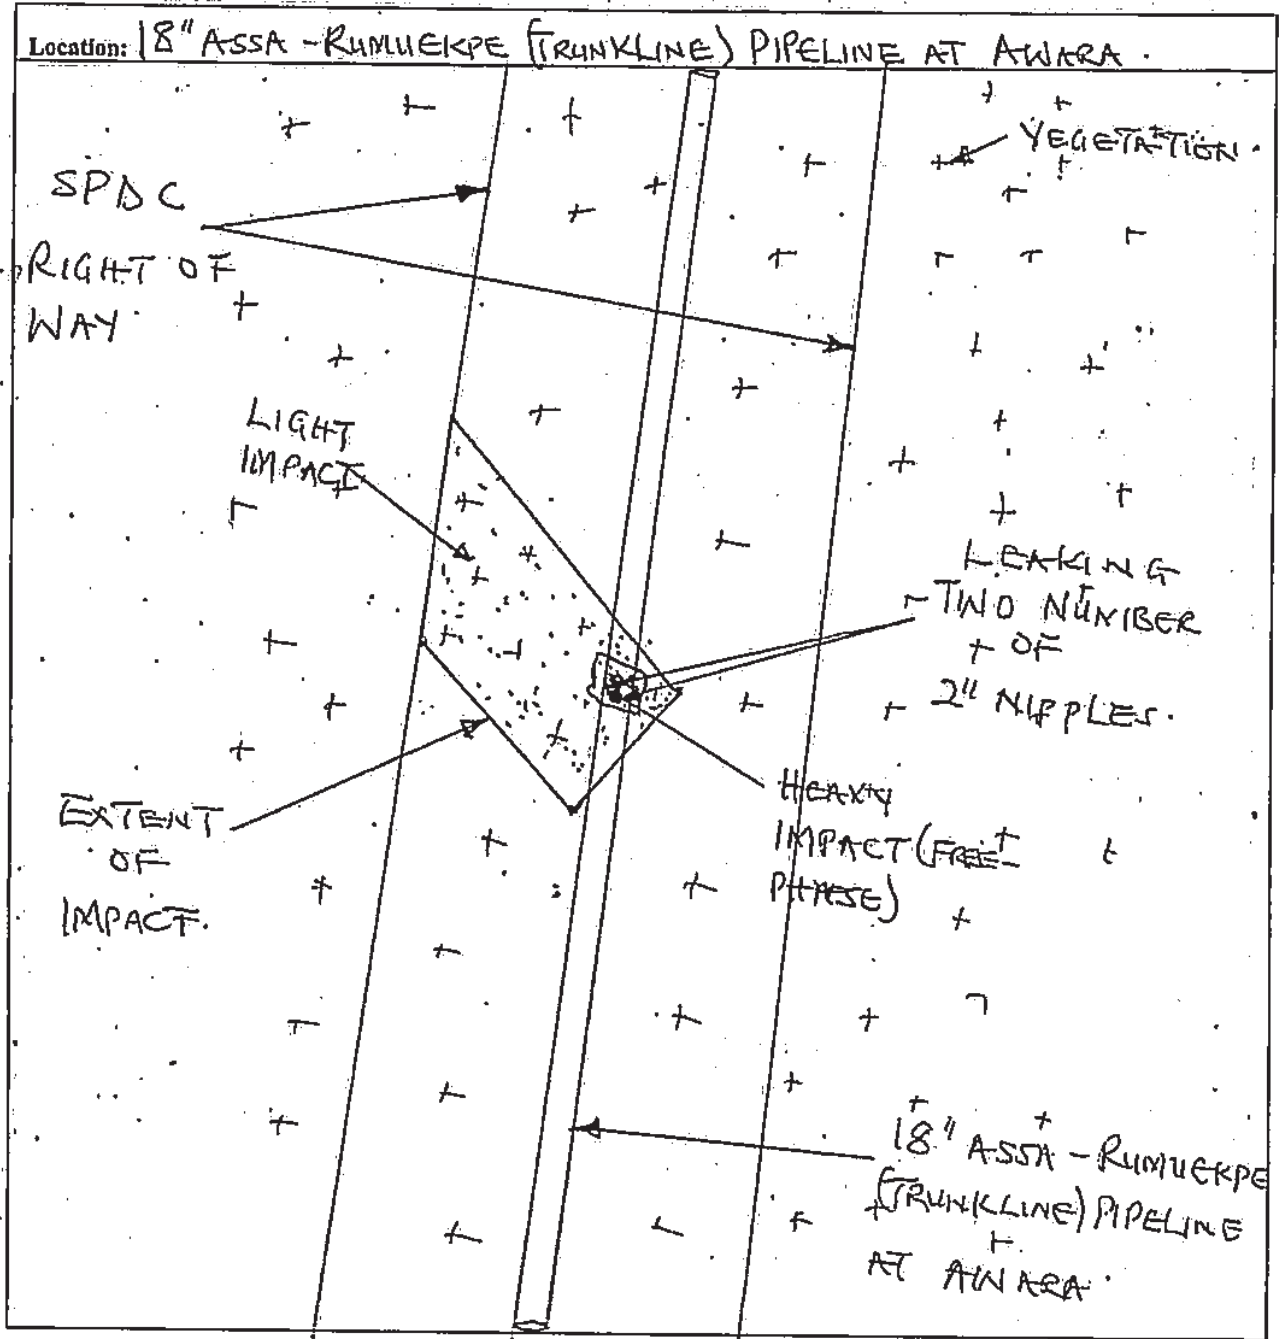 Location: 18" ASSA - RUMUEKPE (TRUNKLINE) PIPELINE AT AWARA.
VEGETATION.
SPDC
RIGHT OF
WAY.
LIGHT
IMPACT
LEAKING
TWO NUMBER
OF
2" NIPPLES.
HEAVY
IMPACT (FREE
PHASE)
EXTENT
OF
IMPACT.
18" ASSA - RUMUEKPE
(TRUNKLINE) PIPELINE
AT AWARA.